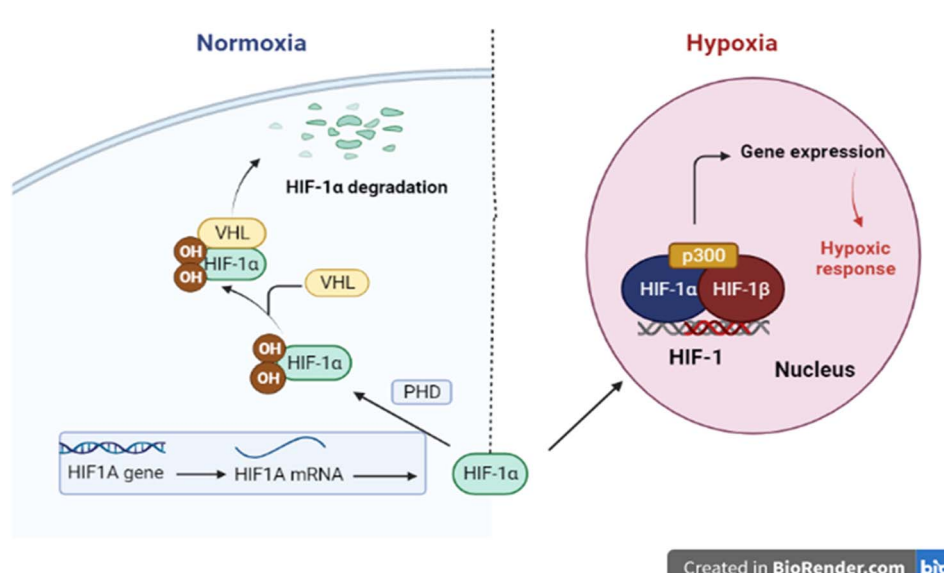 Normoxia
Hypoxia
HIF-1α degradation
VHL
OH
HIF-1α
OH
VHL
OH
HIF-1α
OH
PHD
HIF1A gene
HIF1A mRNA
HIF-1α
Gene expression
Hypoxic
response
p300
HIF-1α
HIF-1β
HIF-1
Nucleus
Created in BioRender.com